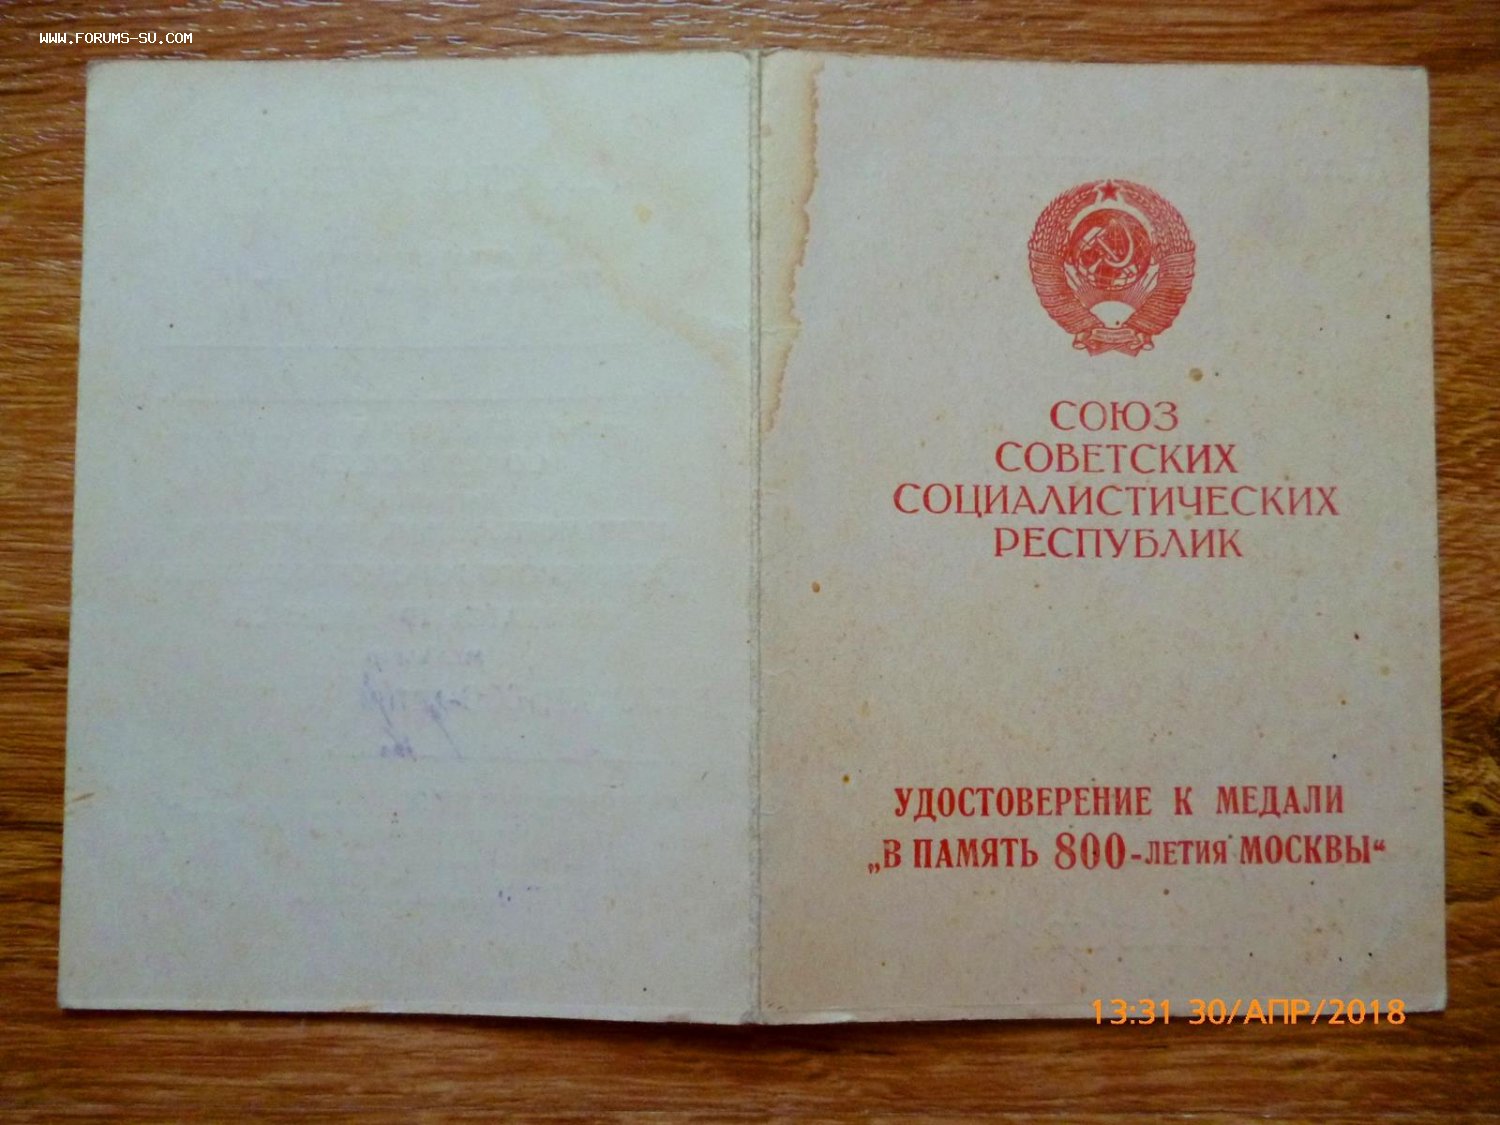 WWW.FORUMS-SU.COM
СОЮЗ
СОВЕТСКИХ
СОЦИАЛИСТИЧЕСКИХ
РЕСПУБЛИК
УДОСТОВЕРЕНИЕ К МЕДАЛИ
„В ПАМЯТЬ 800-ЛЕТИЯ МОСКВЫ“
13:31 30/АПР/2018